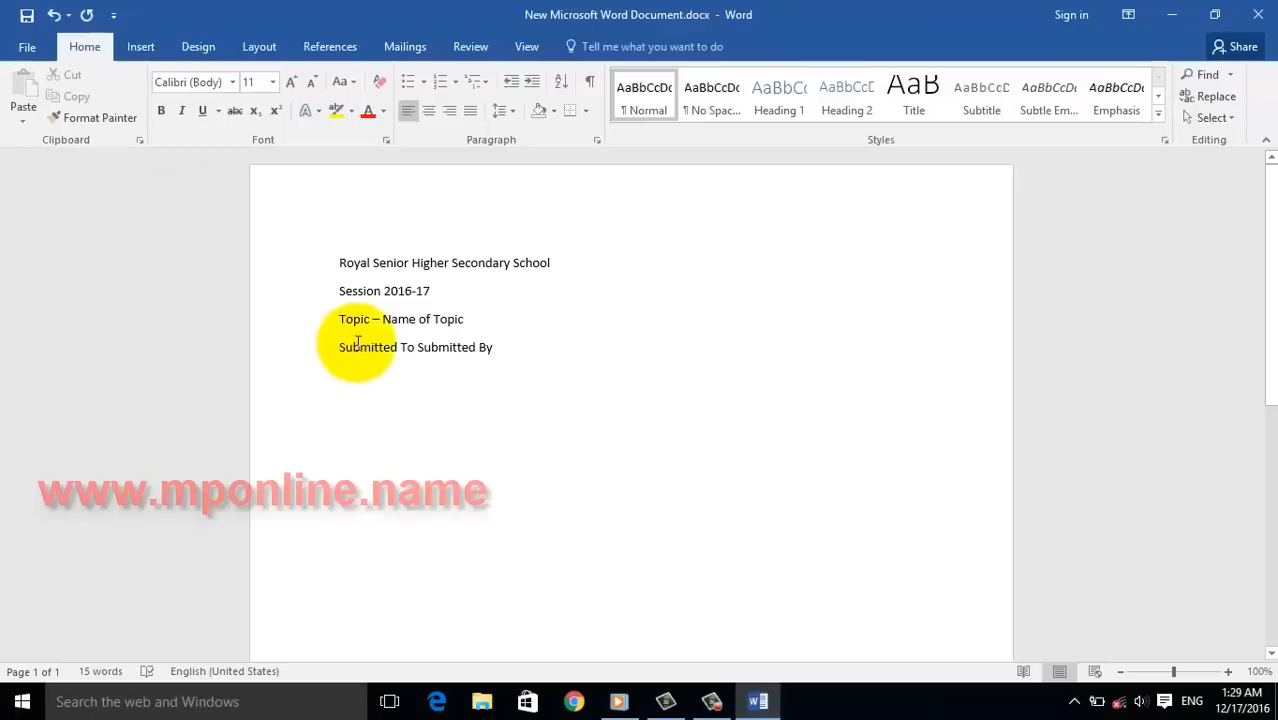 New Microsoft Word Document.docx - Word
Sign in
File Home Insert Design Layout References Mailings Review View Tell me what you want to do Share
Paste
Cut
Copy
Format Painter
Clipboard
Calibri (Body) 11
Font
Paragraph
AaBbCcDc AaBbCcDc AaBbCc AaBbCcD AaB AaBbCcD AaBbCcDc AaBbCcDc
¶ Normal ¶ No Spac... Heading 1 Heading 2 Title Subtitle Subtle Em... Emphasis
Styles
Find
Replace
Select
Editing
Royal Senior Higher Secondary School
Session 2016-17
Topic – Name of Topic
Submitted To Submitted By
www.mponline.name
Page 1 of 1 15 words English (United States) 100%
Search the web and Windows
ENG
1:29 AM
12/17/2016